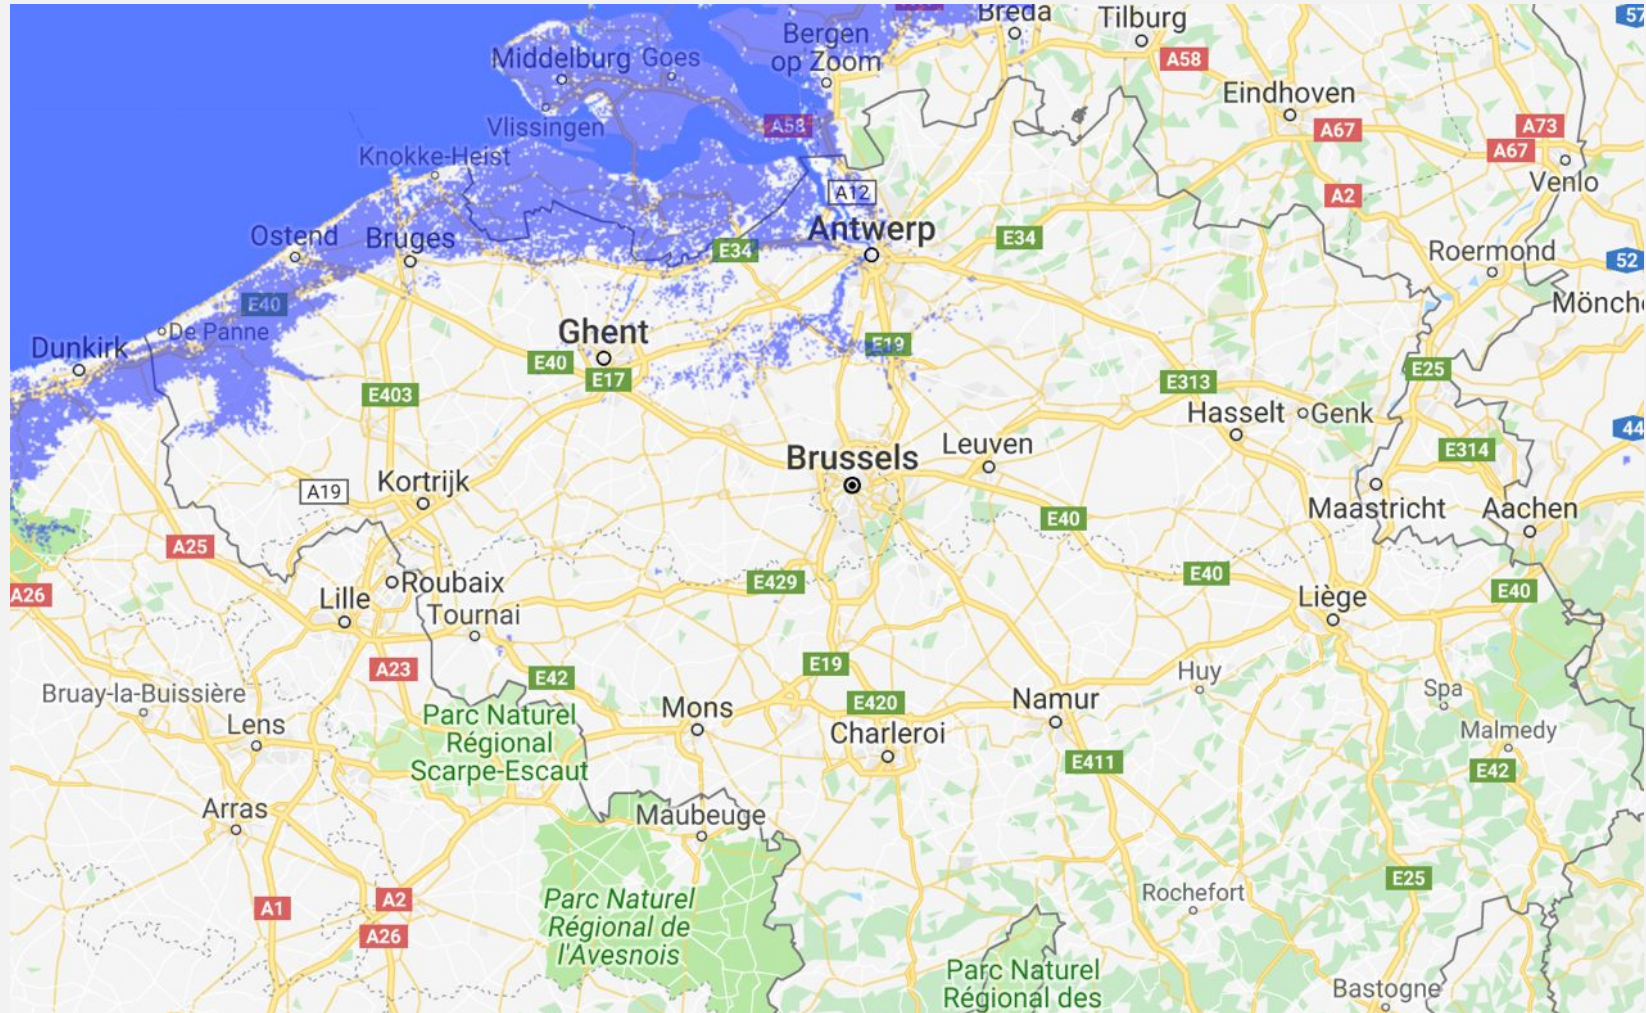 Breda
Tilburg
57
Bergen
op Zoom
Middelburg
Goes
A58
Eindhoven
Vlissingen
A58
A67
A73
A67
Knokke-Heist
A12
A2
Venlo
Ostend
Bruges
E34
Antwerp
E34
Roermond
52
E40
De Panne
Dunkirk
Ghent
E19
E40
E17
E403
E313
E25
Hasselt
Genk
44
Brussels
Leuven
E314
A19
Kortrijk
Maastricht
Aachen
E40
A25
A26
Roubaix
Lille
Tournai
E429
E40
Liège
E40
A23
E42
E19
Huy
Spa
Bruay-la-Buissière
Lens
Parc Naturel
Régional
Scarpe-Escaut
Mons
E420
Charleroi
Namur
E411
Malmedy
E42
Arras
Maubeuge
A1
A2
A26
Parc Naturel
Régional de
l'Avesnois
Rochefort
E25
Parc Naturel
Régional des
Bastogne